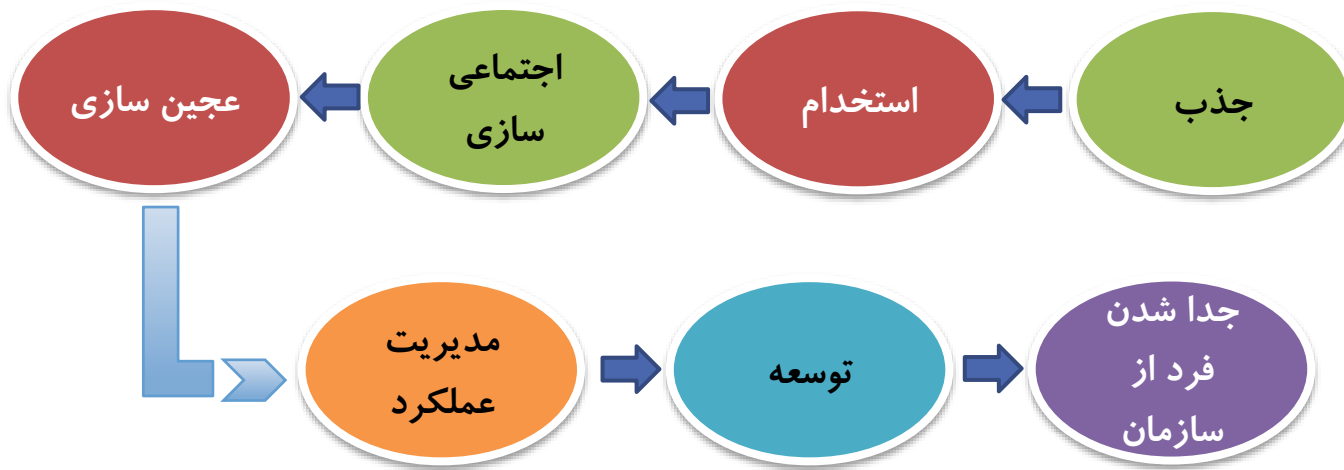 جذب
استخدام
اجتماعی
سازی
عجین سازی
مدیریت
عملکرد
توسعه
جدا شدن
فرد از
سازمان